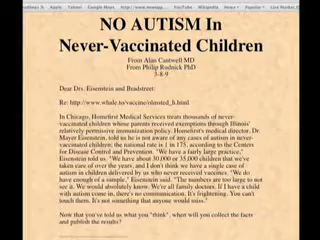 Apple Google Maps YouTube Wikipedia News Popular
NO AUTISM In
Never-Vaccinated Children
From Alan Cantwell MD
From Philip Rudnick PhD
3-8-9
Dear Drs. Eisenstein and Bradstreet:
Re: http://www.whale.to/vaccine/olmsted_h.html
In Chicago, Homefirst Medical Services treats thousands of never-
vaccinated children whose parents received exemptions through Illinois'
relatively permissive immunization policy. Homefirst's medical director, Dr
Mayer Eisenstein, told us he is not aware of any cases of autism in never-
vaccinated children; the national rate is 1 in 175, according to the Centers
for Disease Control and Prevention. "We have a fairly large practice,"
Eisenstein told us. "We have about 30,000 or 35,000 children that we've
taken care of over the years, and I don't think we have a single case of
autism in children delivered by us who never received vaccines. "We do
have enough of a sample," Eisenstein said. "The numbers are too large to not
see it. We would absolutely know. We're all family doctors. If I have a child
with autism come in, there's no communication. It's frightening. You can't
touch them. It's not something that anyone would miss."
Now that you've told us what you "think", when will you collect the facts
and publish the results?